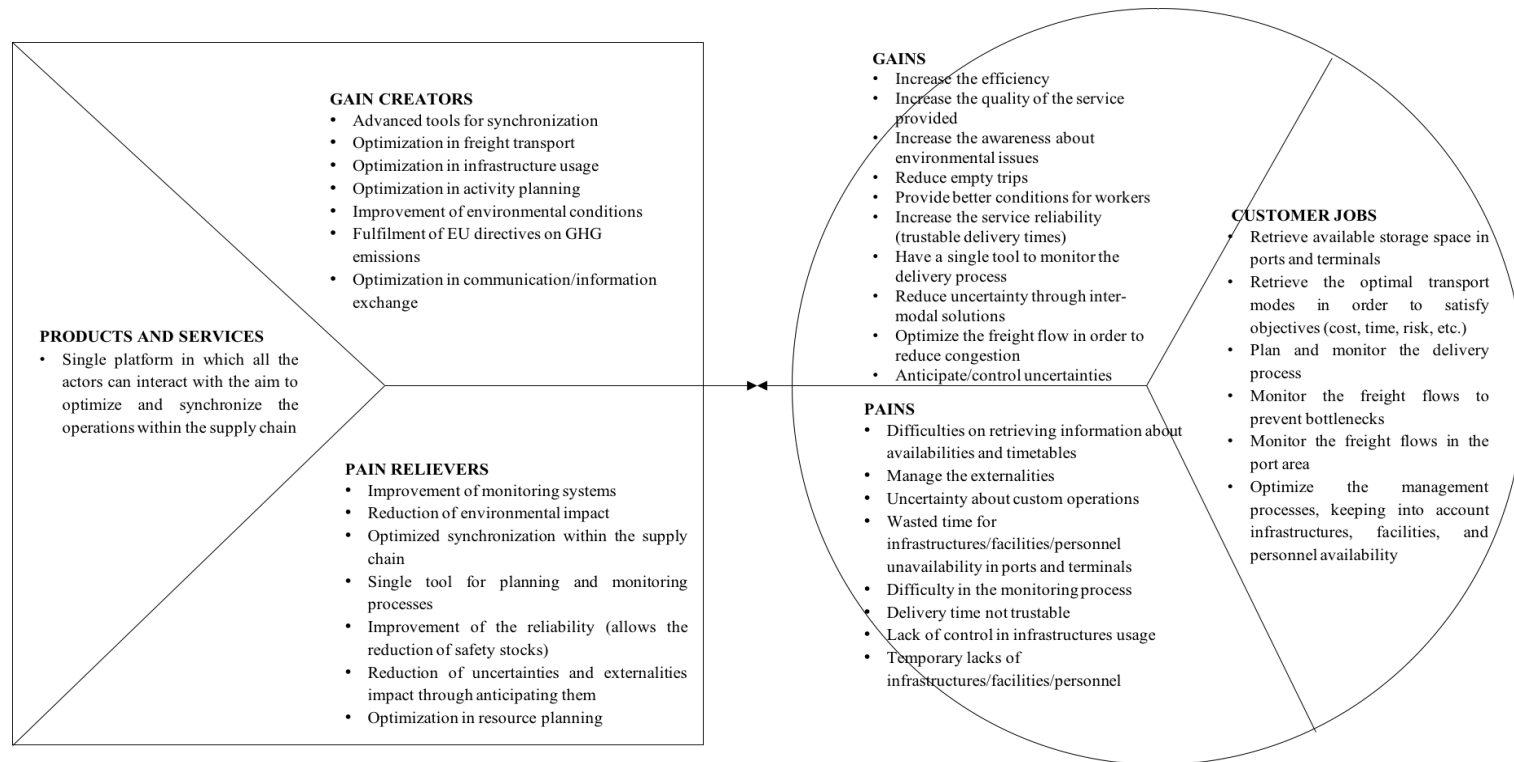 GAIN CREATORS
• Advanced tools for synchronization
• Optimization in freight transport
• Optimization in infrastructure usage
• Optimization in activity planning
• Improvement of environmental conditions
• Fulfilment of EU directives on GHG
emissions
• Optimization in communication/information
exchange
PRODUCTS AND SERVICES
• Single platform in which all the
actors can interact with the aim to
optimize and synchronize the
operations within the supply chain
PAIN RELIEVERS
• Improvement of monitoring systems
• Reduction of environmental impact
• Optimized synchronization within the supply
chain
• Single tool for planning and monitoring
processes
• Improvement of the reliability (allows the
reduction of safety stocks)
• Reduction of uncertainties and externalities
impact through anticipating them
• Optimization in resource planning
GAINS
• Increase the efficiency
• Increase the quality of the service
provided
• Increase the awareness about
environmental issues
• Reduce empty trips
• Provide better conditions for workers
• Increase the service reliability
(trustable delivery times)
• Have a single tool to monitor the
delivery process
• Reduce uncertainty through inter-
modal solutions
• Optimize the freight flow in order to
reduce congestion
• Anticipate/control uncertainties
PAINS
• Difficulties on retrieving information about
availabilities and timetables
• Manage the externalities
• Uncertainty about custom operations
• Wasted time for
infrastructures/facilities/personnel
unavailability in ports and terminals
• Difficulty in the monitoring process
• Delivery time not trustable
• Lack of control in infrastructures usage
• Temporary lacks of
infrastructures/facilities/personnel
CUSTOMER JOBS
• Retrieve available storage space in
ports and terminals
• Retrieve the optimal transport
modes in order to satisfy
objectives (cost, time, risk, etc.)
• Plan and monitor the delivery
process
• Monitor the freight flows to
prevent bottlenecks
• Monitor the freight flows in the
port area
• Optimize the management
processes, keeping into account
infrastructures, facilities, and
personnel availability